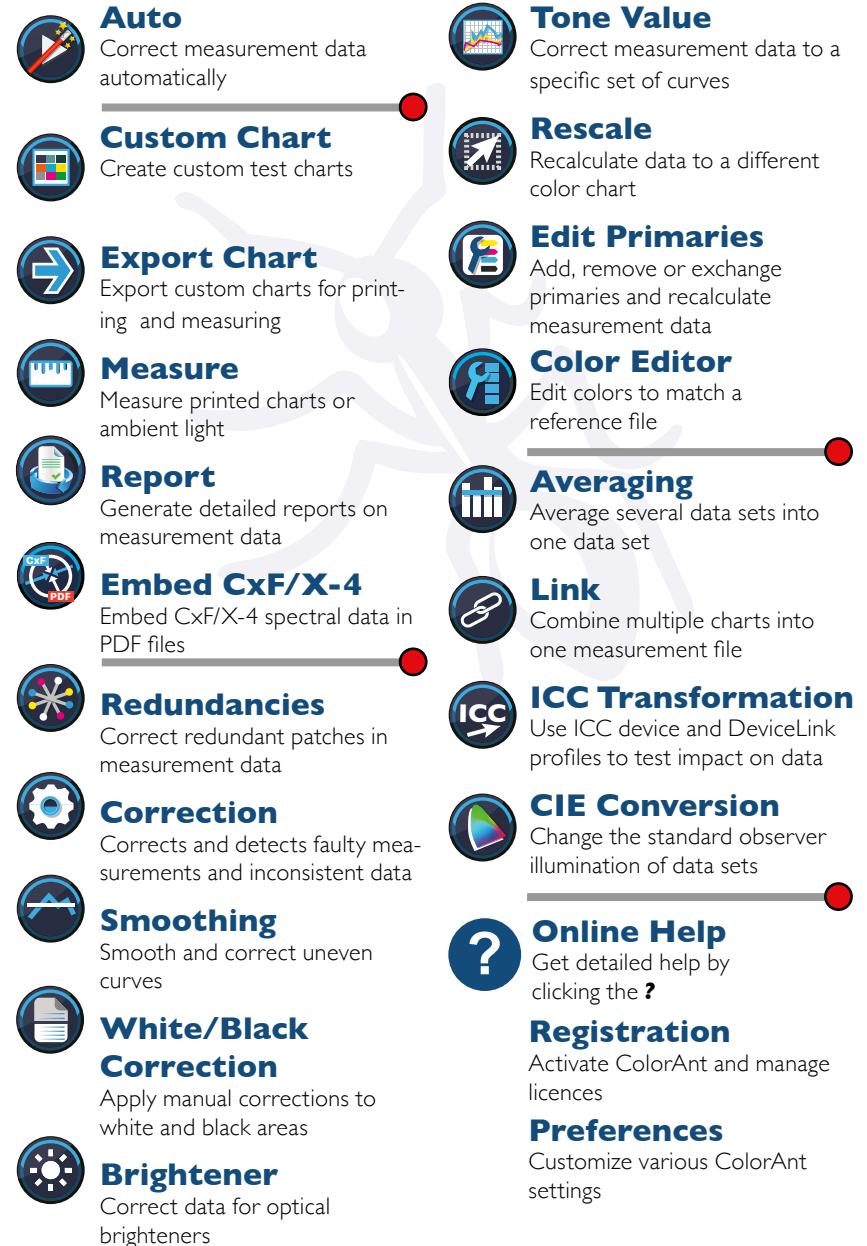 Auto
Correct measurement data
automatically
Custom Chart
Create custom test charts
Export Chart
Export custom charts for print-
ing and measuring
Measure
Measure printed charts or
ambient light
Report
Generate detailed reports on
measurement data
CxF
PDF
Embed CxF/X-4
Embed CxF/X-4 spectral data in
PDF files
Redundancies
Correct redundant patches in
measurement data
Correction
Corrects and detects faulty mea-
surements and inconsistent data
Smoothing
Smooth and correct uneven
curves
White/Black
Correction
Apply manual corrections to
white and black areas
Brightener
Correct data for optical
brighteners
Tone Value
Correct measurement data to a
specific set of curves
Rescale
Recalculate data to a different
color chart
Edit Primaries
Add, remove or exchange
primaries and recalculate
measurement data
Color Editor
Edit colors to match a
reference file
Averaging
Average several data sets into
one data set
Link
Combine multiple charts into
one measurement file
ICC
ICC Transformation
Use ICC device and DeviceLink
profiles to test impact on data
CIE Conversion
Change the standard observer
illumination of data sets
?
Online Help
Get detailed help by
clicking the ?
Registration
Activate ColorAnt and manage
licences
Preferences
Customize various ColorAnt
settings